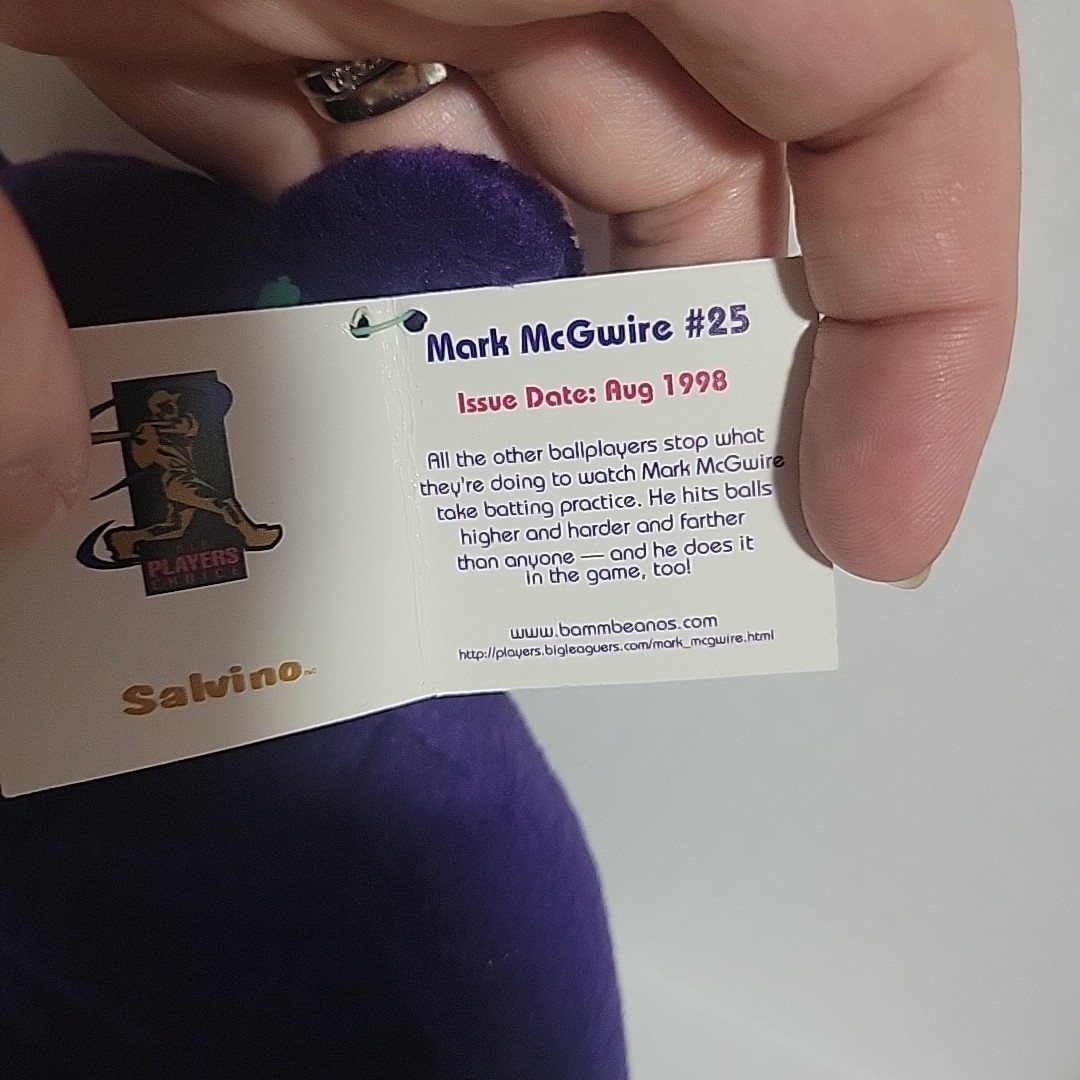 PLAYERS
CHOICE
Salvino
Mark McGwire #25
Issue Date: Aug 1998
All the other ballplayers stop what
they're doing to watch Mark McGwire
take batting practice. He hits balls
higher and harder and farther
than anyone — and he does it
in the game, too!
www.bammbeanos.com
http://players.bigleaguers.com/mark_mcgwire.html